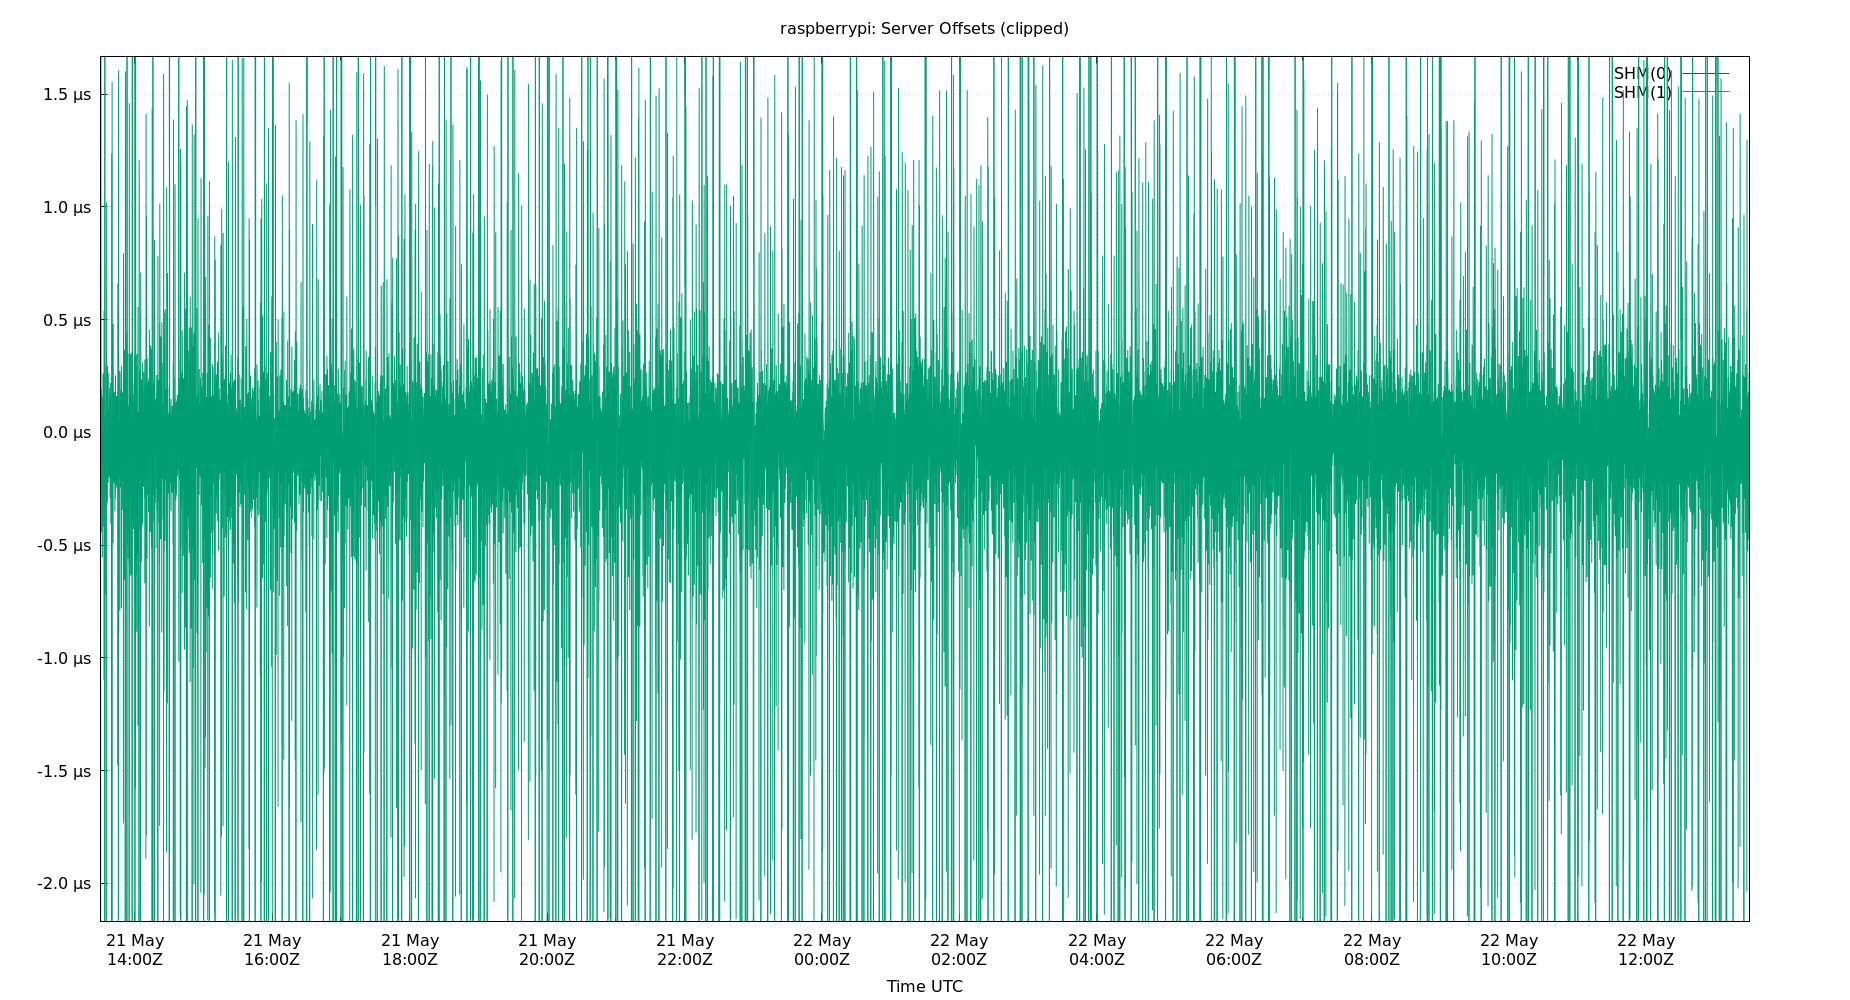 raspberrypi: Server Offsets (clipped)
SHM(0)
SHM(1)
1.5 µs
1.0 µs
0.5 µs
0.0 µs
-0.5 µs
-1.0 µs
-1.5 µs
-2.0 µs
21 May 21 May 21 May 21 May 21 May 22 May 22 May 22 May 22 May 22 May 22 May 22 May
14:00Z 16:00Z 18:00Z 20:00Z 22:00Z 00:00Z 02:00Z 04:00Z 06:00Z 08:00Z 10:00Z 12:00Z
Time UTC